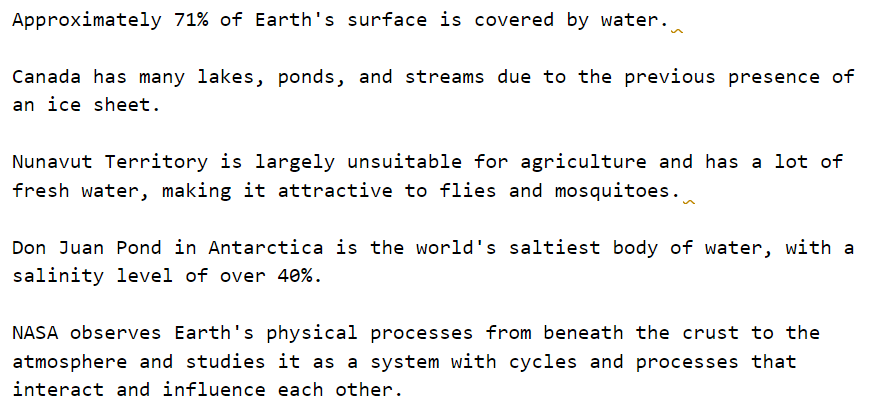 Approximately 71% of Earth's surface is covered by water.
Canada has many lakes, ponds, and streams due to the previous presence of
an ice sheet.
Nunavut Territory is largely unsuitable for agriculture and has a lot of
fresh water, making it attractive to flies and mosquitoes.
Don Juan Pond in Antarctica is the world's saltiest body of water, with a
salinity level of over 40%.
NASA observes Earth's physical processes from beneath the crust to the
atmosphere and studies it as a system with cycles and processes that
interact and influence each other.